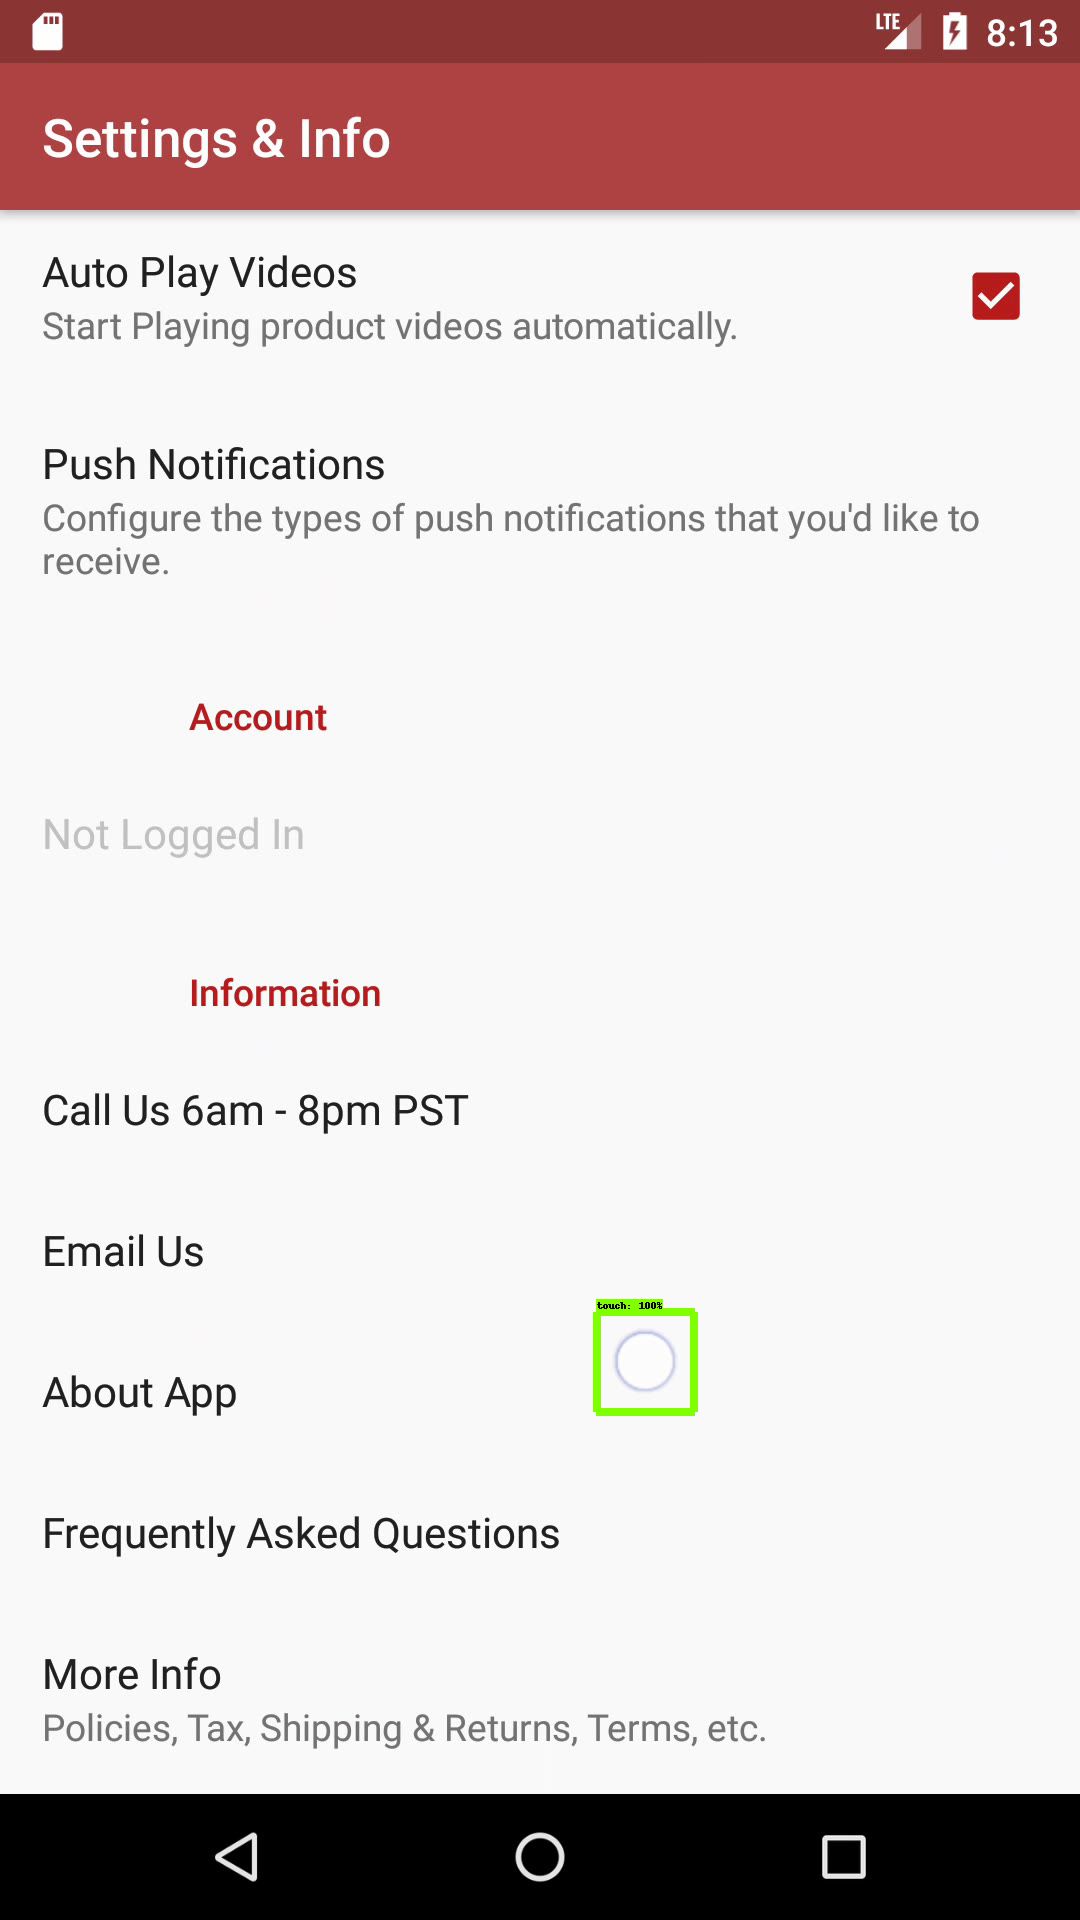 LTE 8:13
Settings & Info
Auto Play Videos
Start Playing product videos automatically.
Push Notifications
Configure the types of push notifications that you'd like to
receive.
Account
Not Logged In
Information
Call Us 6am - 8pm PST
Email Us
touch: 100%
About App
Frequently Asked Questions
More Info
Policies, Tax, Shipping & Returns, Terms, etc.